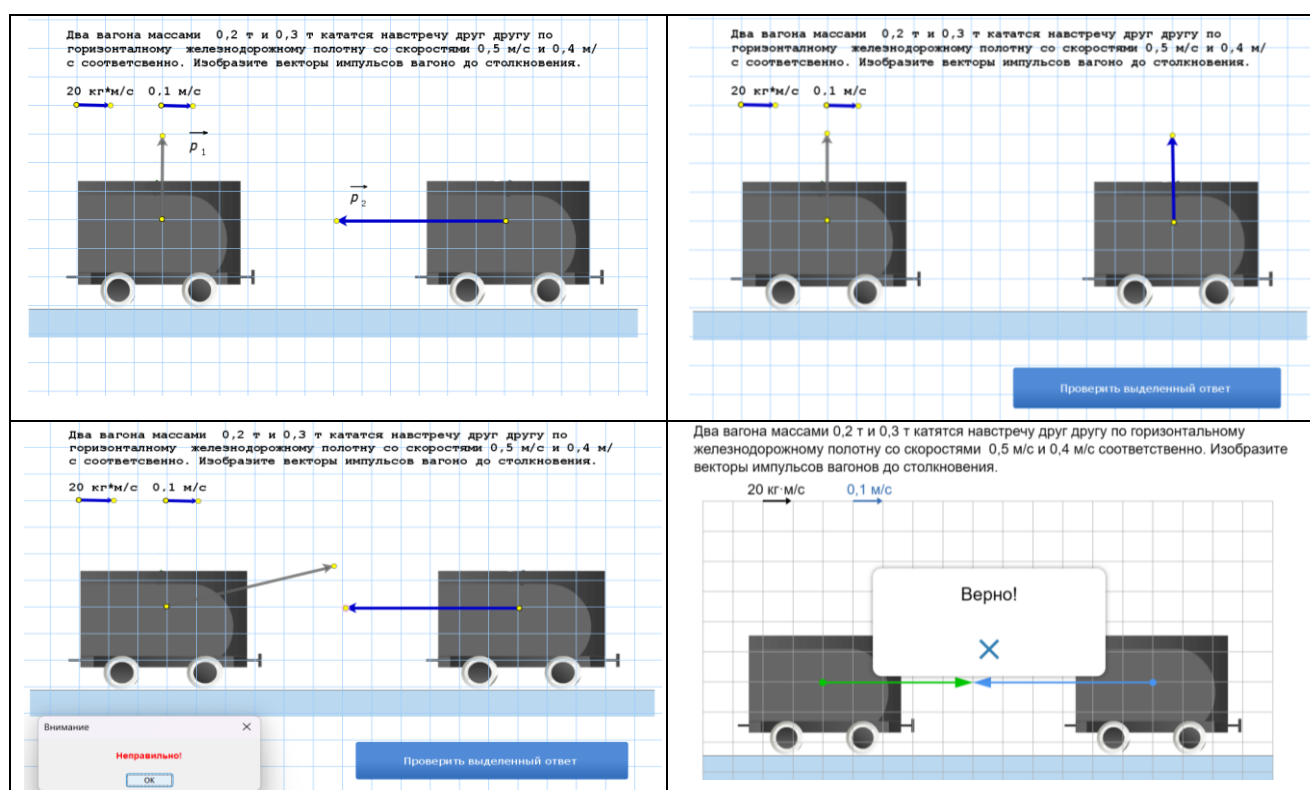 Два вагона массами 0,2 т и 0,3 т кататся навстречу друг другу по
горизонталному железнодорожному полотну со скоростями 0,5 м/с и 0,4 м/
с соответсвенно. Изобразите векторы импульсов вагоно до столкновения.
20 кг*м/с 0,1 м/с
p 1
p 2
Два вагона массами 0,2 т и 0,3 т кататся навстречу друг другу по
горизонталному железнодорожному полотну со скоростями 0,5 м/с и 0,4 м/
с соответсвенно. Изобразите векторы импульсов вагоно до столкновения.
20 кг*м/с 0,1 м/с
Проверить выделенный ответ
Два вагона массами 0,2 т и 0,3 т кататся навстречу друг другу по
горизонталному железнодорожному полотну со скоростями 0,5 м/с и 0,4 м/
с соответсвенно. Изобразите векторы импульсов вагоно до столкновения.
20 кг*м/с 0,1 м/с
Внимание
Неправильно!
ОК
Проверить выделенный ответ
Два вагона массами 0,2 т и 0,3 т катятся навстречу друг другу по горизонтальному
железнодорожному полотну со скоростями 0,5 м/с и 0,4 м/с соответственно. Изобразите
векторы импульсов вагонов до столкновения.
20 кг·м/с 0,1 м/с
Верно!